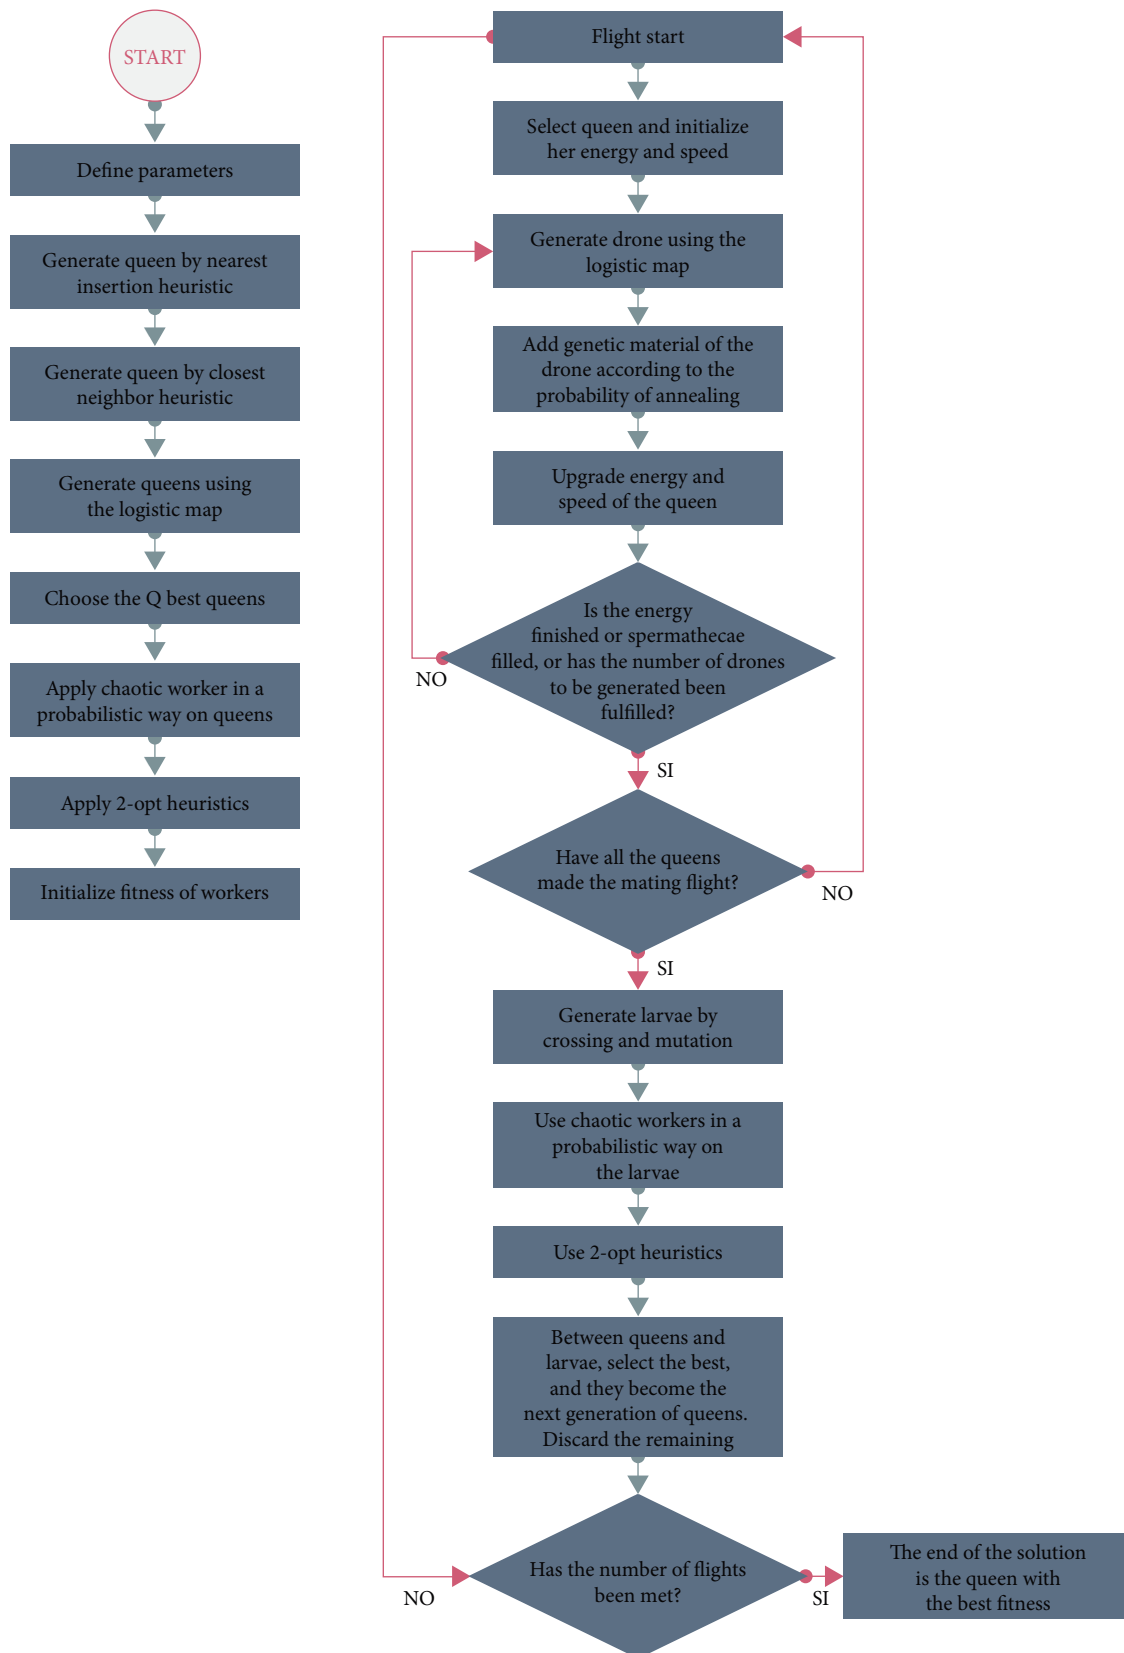 START
Define parameters
Generate queen by nearest
insertion heuristic
Generate queen by closest
neighbor heuristic
Generate queens using
the logistic map
Choose the Q best queens
Apply chaotic worker in a
probabilistic way on queens
Apply 2-opt heuristics
Initialize fitness of workers
Flight start
Select queen and initialize
her energy and speed
Generate drone using the
logistic map
Add genetic material of the
drone according to the
probability of annealing
Upgrade energy and
speed of the queen
Is the energy
finished or spermathecae
filled, or has the number of drones
to be generated been
fulfilled?
NO
SI
Have all the queens
made the mating flight?
NO
SI
Generate larvae by
crossing and mutation
Use chaotic workers in a
probabilistic way on
the larvae
Use 2-opt heuristics
Between queens and
larvae, select the best,
and they become the
next generation of queens.
Discard the remaining
Has the number of flights
been met?
NO
SI
The end of the solution
is the queen with
the best fitness